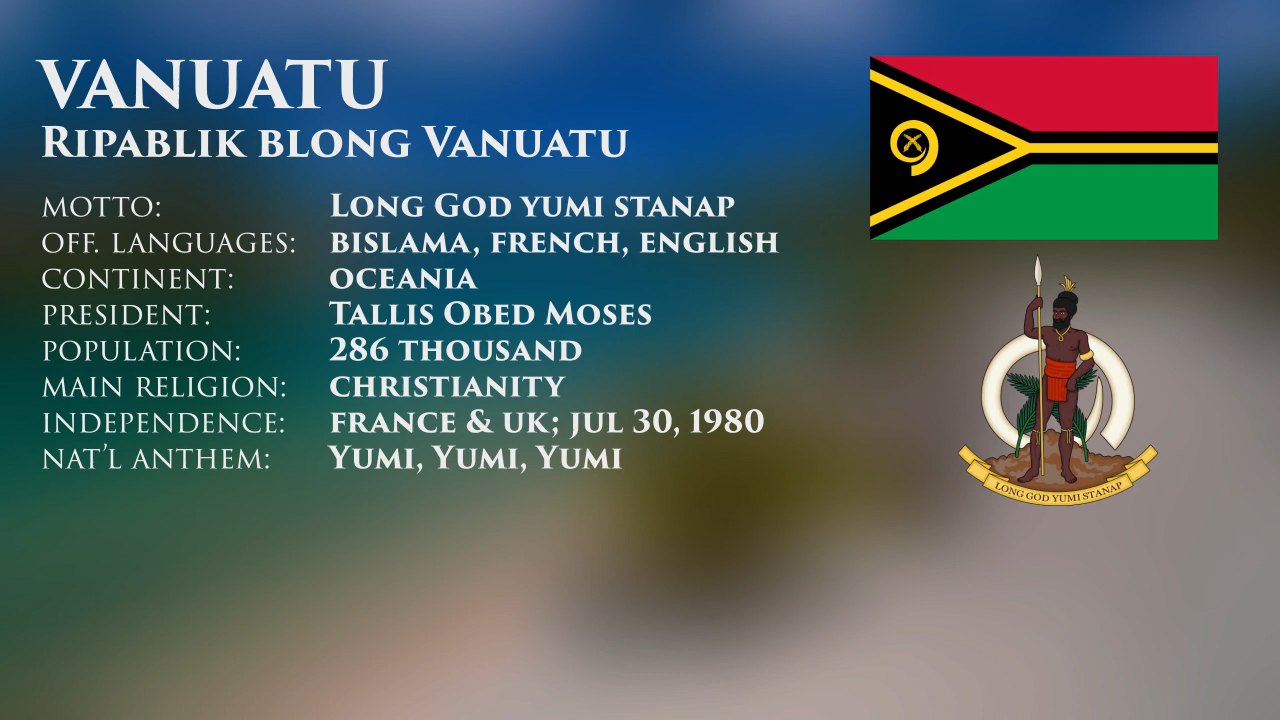 VANUATU
RIPABLIK BLONG VANUATU
MOTTO: LONG GOD YUMI STANAP
OFF. LANGUAGES: BISLAMA, FRENCH, ENGLISH
CONTINENT: OCEANIA
PRESIDENT: TALLIS OBED MOSES
POPULATION: 286 THOUSAND
MAIN RELIGION: CHRISTIANITY
INDEPENDENCE: FRANCE & UK; JUL 30, 1980
NAT'L ANTHEM: YUMI, YUMI, YUMI
LONG GOD YUMI STANAP